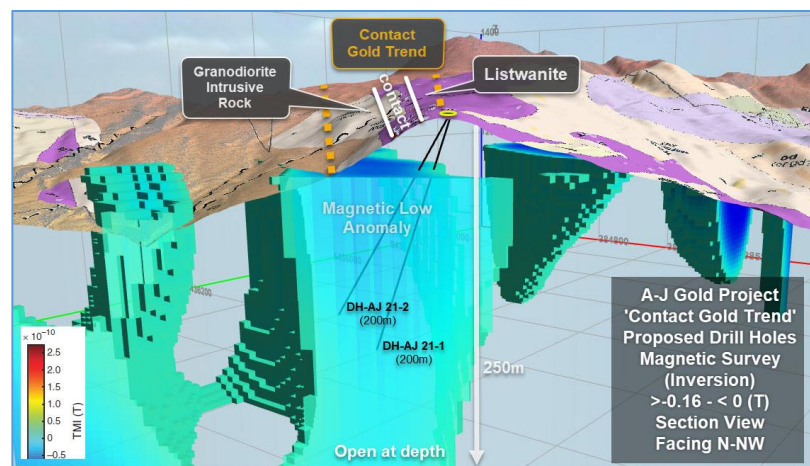 Contact
Gold Trend
Granodiorite
Intrusive
Rock
contact
Listwanite
Magnetic Low
Anomaly
DH-AJ 21-2
(200m)
DH-AJ 21-1
(200m)
250m
Open at depth
A-J Gold Project
'Contact Gold Trend'
Proposed Drill Holes
Magnetic Survey
(Inversion)
>-0.16 - < 0 (T)
Section View
Facing N-NW
× 10⁻¹⁰
2.5
2.0
1.5
1.0
0.5
0
-0.5
TMI (T)
384800